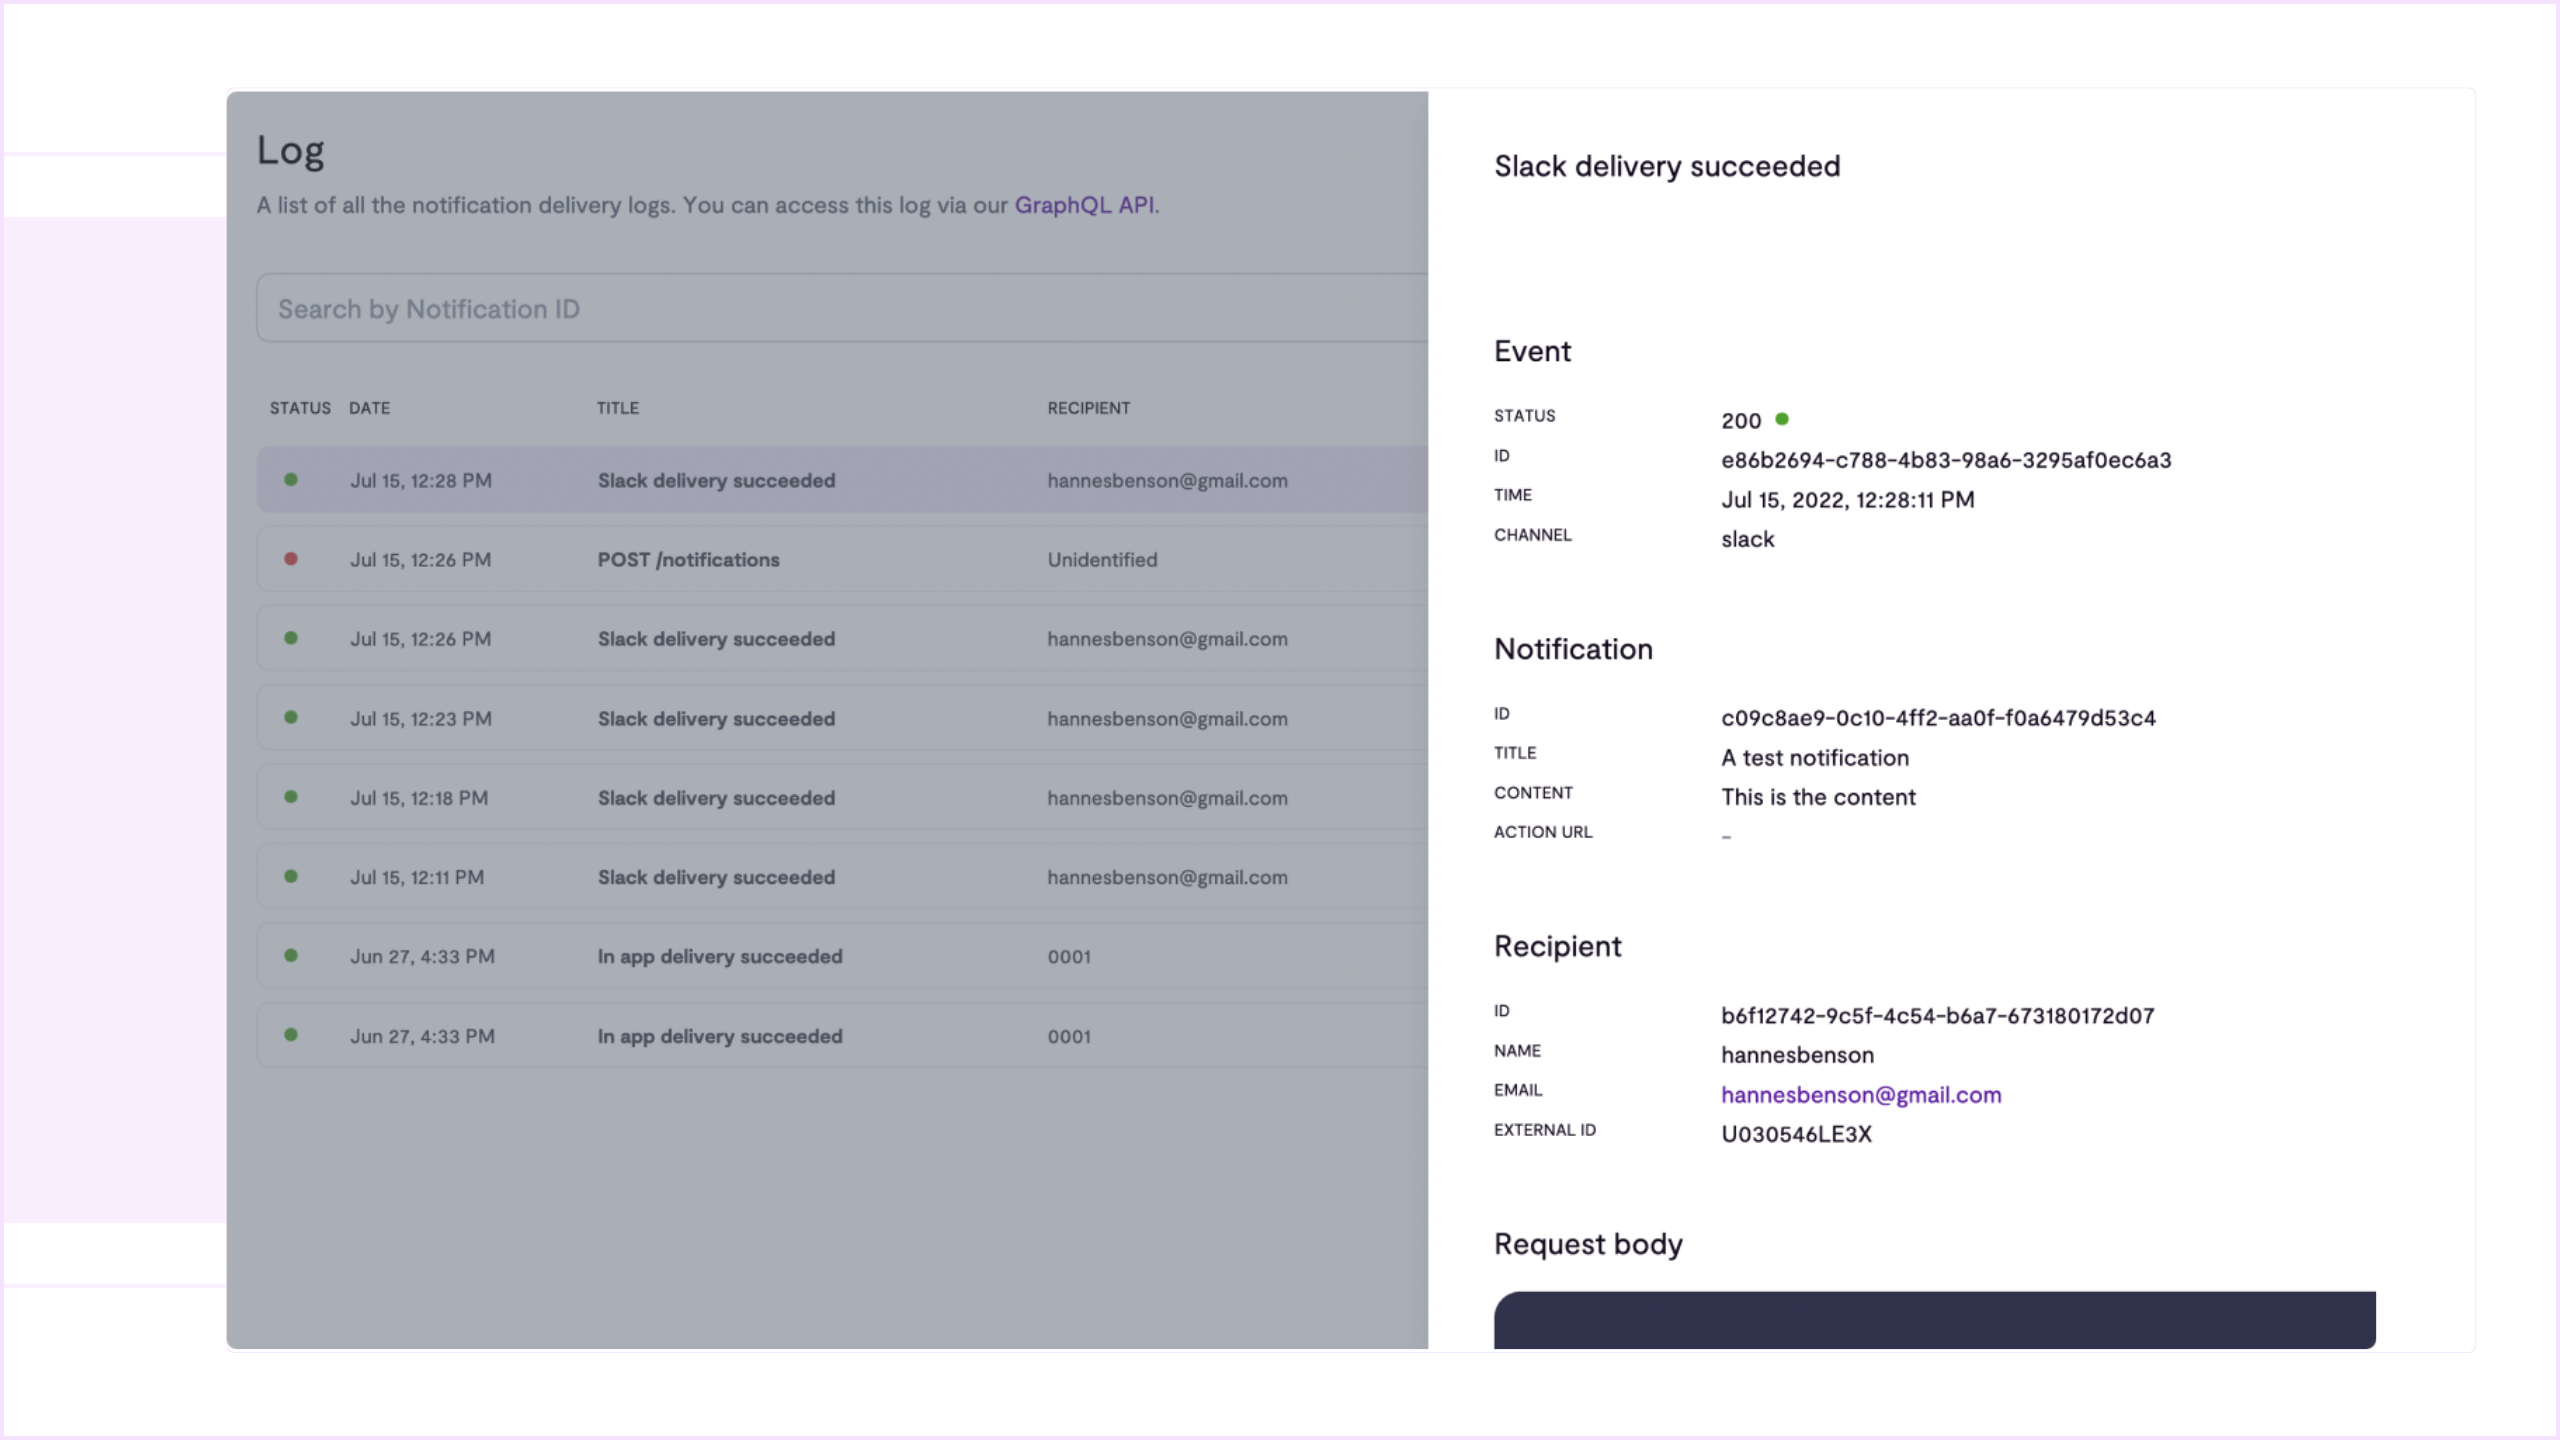 Log
A list of all the notification delivery logs. You can access this log via our GraphQL API.
Search by Notification ID
STATUS DATE TITLE RECIPIENT
Jul 15, 12:28 PM Slack delivery succeeded hannesbenson@gmail.com
Jul 15, 12:26 PM POST /notifications Unidentified
Jul 15, 12:26 PM Slack delivery succeeded hannesbenson@gmail.com
Jul 15, 12:23 PM Slack delivery succeeded hannesbenson@gmail.com
Jul 15, 12:18 PM Slack delivery succeeded hannesbenson@gmail.com
Jul 15, 12:11 PM Slack delivery succeeded hannesbenson@gmail.com
Jun 27, 4:33 PM In app delivery succeeded 0001
Jun 27, 4:33 PM In app delivery succeeded 0001
Slack delivery succeeded
Event
STATUS 200
ID e86b2694-c788-4b83-98a6-3295af0ec6a3
TIME Jul 15, 2022, 12:28:11 PM
CHANNEL slack
Notification
ID c09c8ae9-0c10-4ff2-aa0f-f0a6479d53c4
TITLE A test notification
CONTENT This is the content
ACTION URL –
Recipient
ID b6f12742-9c5f-4c54-b6a7-673180172d07
NAME hannesbenson
EMAIL hannesbenson@gmail.com
EXTERNAL ID U030546LE3X
Request body